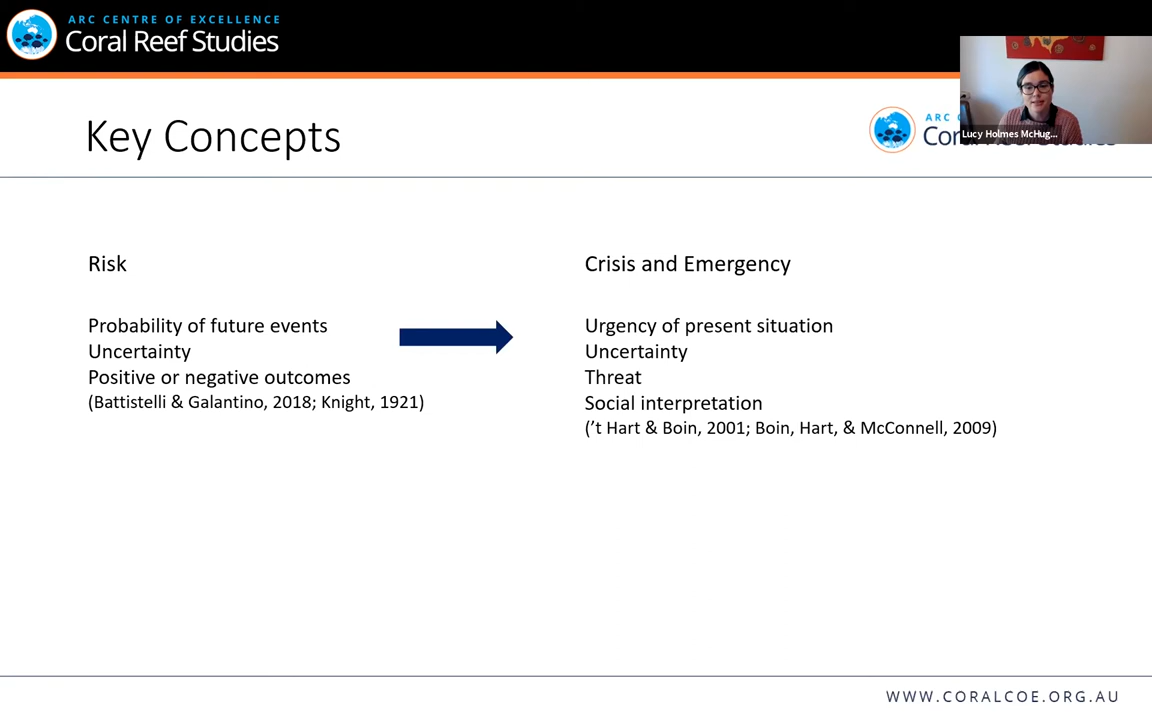 ARC CENTRE OF EXCELLENCE
Coral Reef Studies
Key Concepts
ARC
Lucy Holmes McHug...
Risk
Probability of future events
Uncertainty
Positive or negative outcomes
(Battistelli & Galantino, 2018; Knight, 1921)
Crisis and Emergency
Urgency of present situation
Uncertainty
Threat
Social interpretation
('t Hart & Boin, 2001; Boin, Hart, & McConnell, 2009)
WWW.CORALCOE.ORG.AU